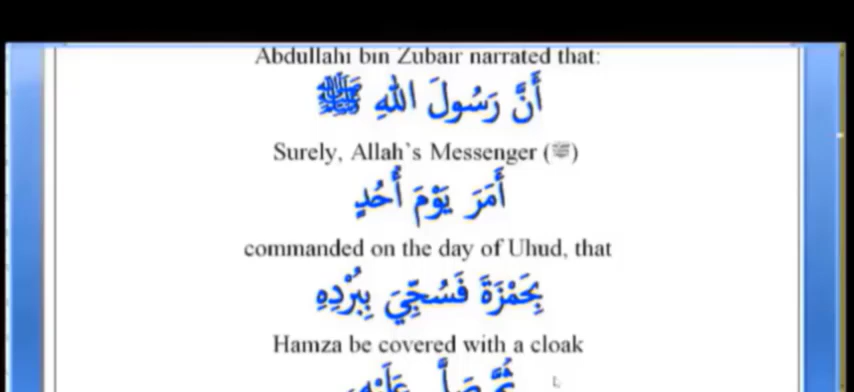 Abdullahi bin Zubair narrated that:
أَنَّ رَسُولَ اللهِ ﷺ
Surely, Allah`s Messenger (ﷺ)
أَمَرَ يَوْمَ أُحُدٍ
commanded on the day of Uhud, that
بِحَمْزَةَ فَسُجِّيَ بِبُرْدِهِ
Hamza be covered with a cloak
ثُمَّ صَلَّى عَلَيْهِ